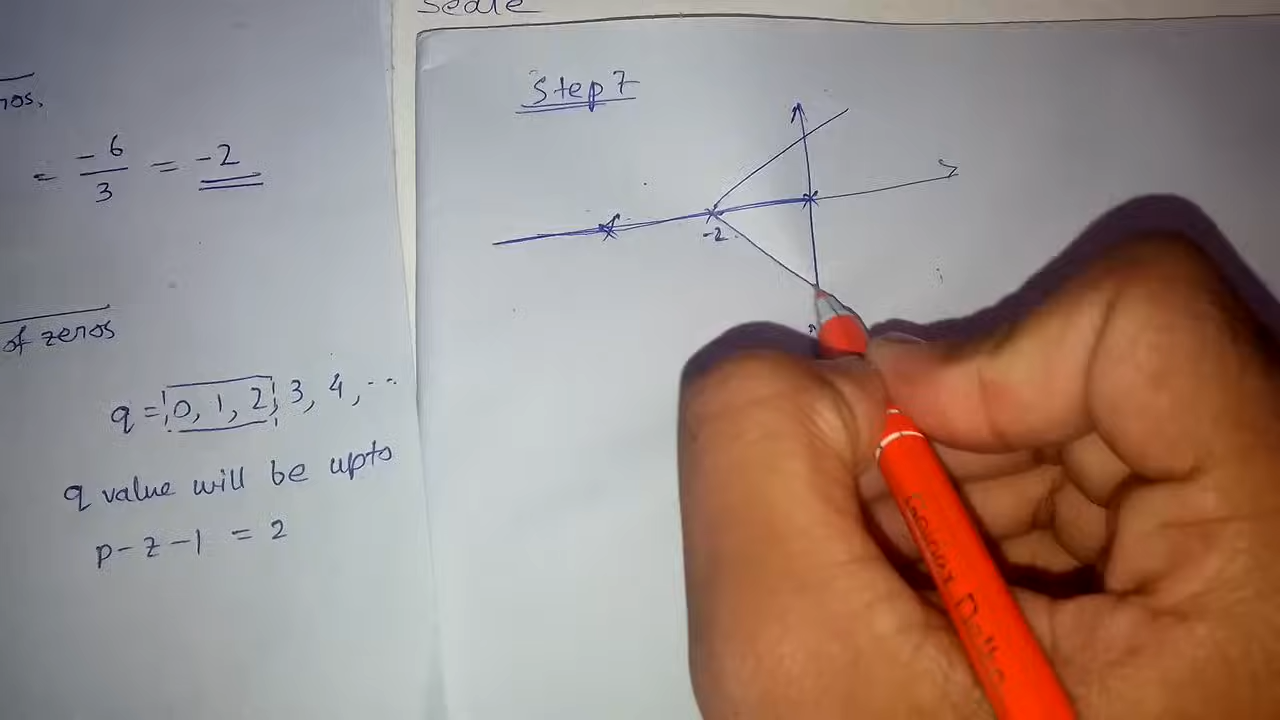 Scale
Step 7
ros.
= -6/3 = -2
-2
of zeros
q = 0, 1, 2, 3, 4, ...
q value will be upto
p - z - 1 = 2